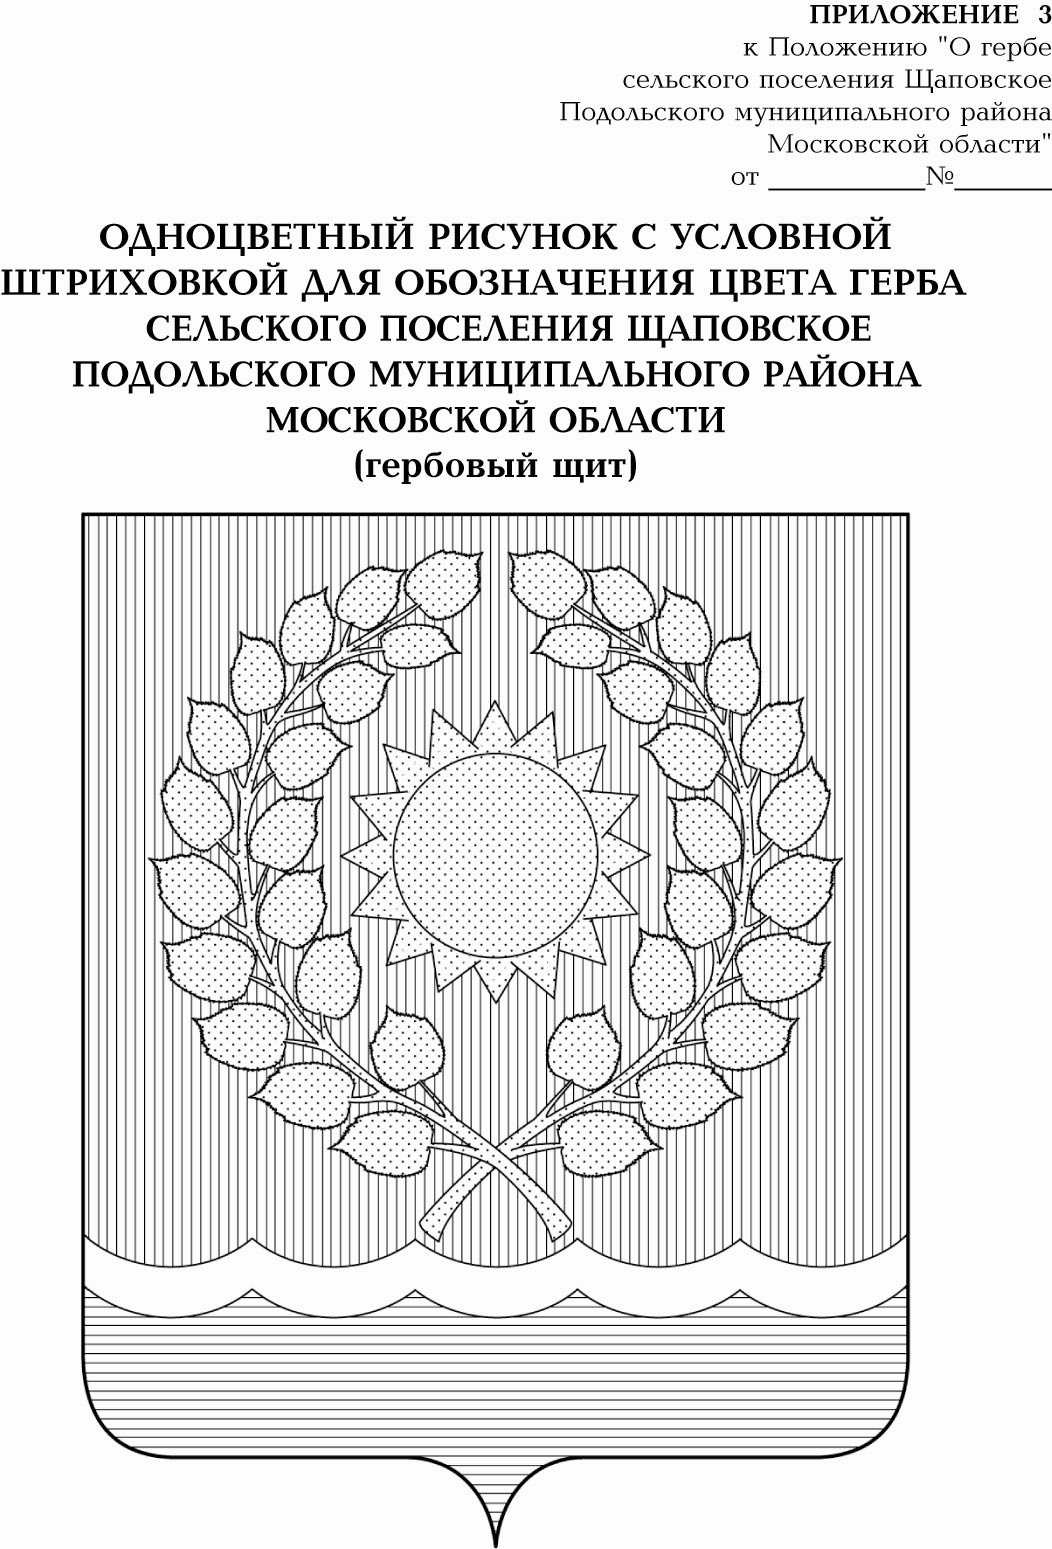 ПРИЛОЖЕНИЕ 3
к Положению "О гербе
сельского поселения Щаповское
Подольского муниципального района
Московской области"
от ___________№_______
ОДНОЦВЕТНЫЙ РИСУНОК С УСЛОВНОЙ
ШТРИХОВКОЙ ДЛЯ ОБОЗНАЧЕНИЯ ЦВЕТА ГЕРБА
СЕЛЬСКОГО ПОСЕЛЕНИЯ ЩАПОВСКОЕ
ПОДОЛЬСКОГО МУНИЦИПАЛЬНОГО РАЙОНА
МОСКОВСКОЙ ОБЛАСТИ
(гербовый щит)